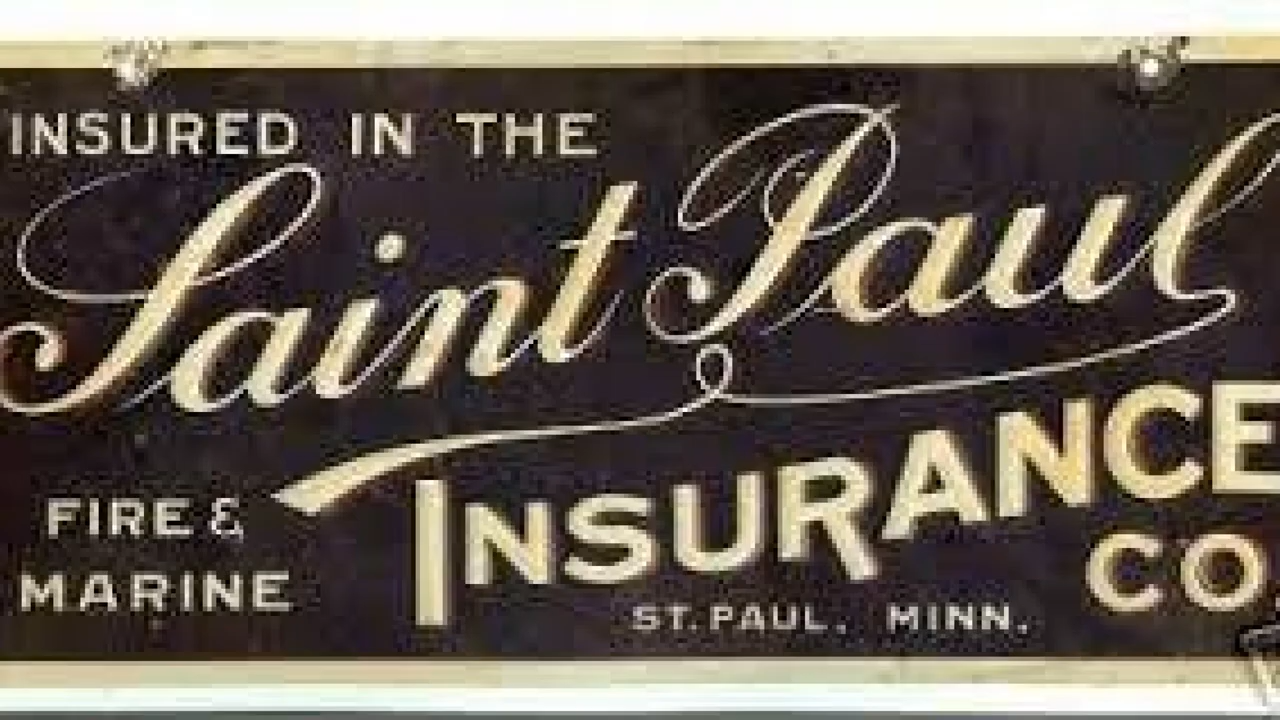 INSURED IN THE
Saint Paul
FIRE &
MARINE
INSURANCE
CO.
ST. PAUL, MINN.